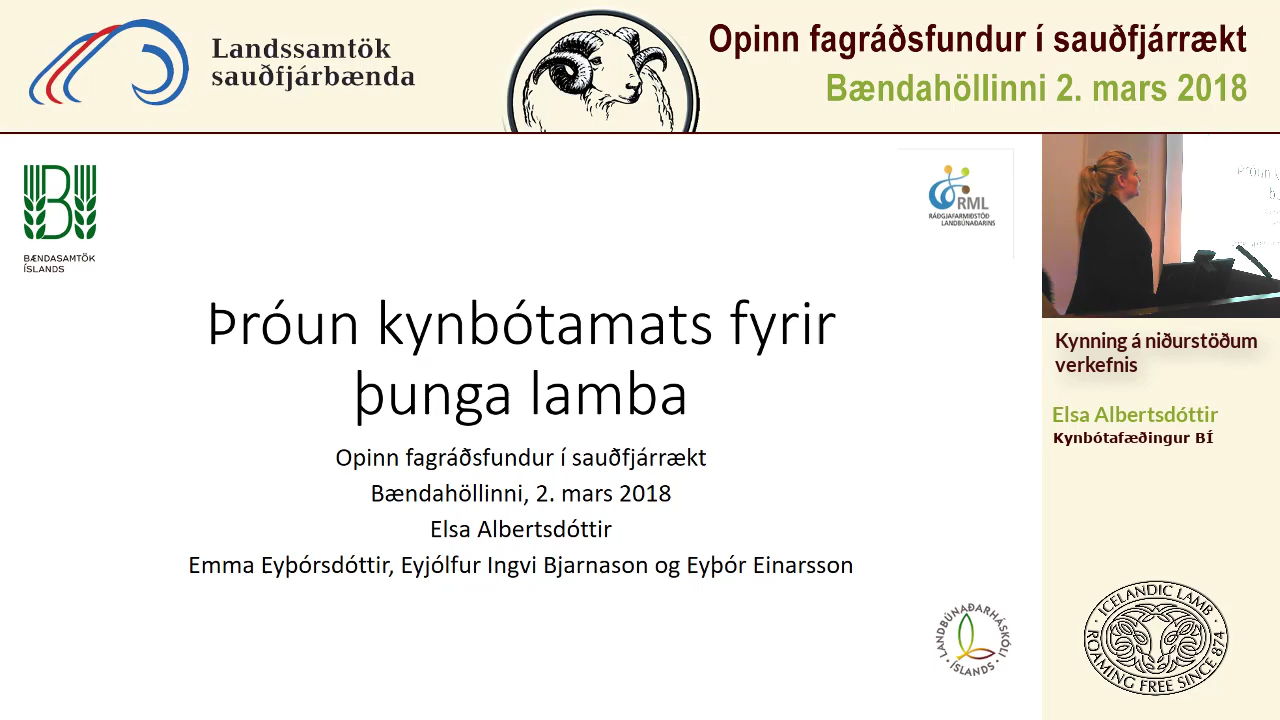 Landssamtök
sauðfjárbænda
Opinn fagráðsfundur í sauðfjárrækt
Bændahöllinni 2. mars 2018
BÍ
BÆNDASAMTÖK
ÍSLANDS
RML
RÁÐGJAFARMIÐSTÖÐ
LANDBÚNAÐARINS
Þróun kynbótamats fyrir
þunga lamba
Opinn fagráðsfundur í sauðfjárrækt
Bændahöllinni, 2. mars 2018
Elsa Albertsdóttir
Emma Eyþórsdóttir, Eyjólfur Ingvi Bjarnason og Eyþór Einarsson
LANDBÚNAÐARHÁSKÓLI
· ÍSLANDS ·
Kynning á niðurstöðum
verkefnis
Elsa Albertsdóttir
Kynbótafæðingur BÍ
· ICELANDIC LAMB ·
ROAMING FREE SINCE 874